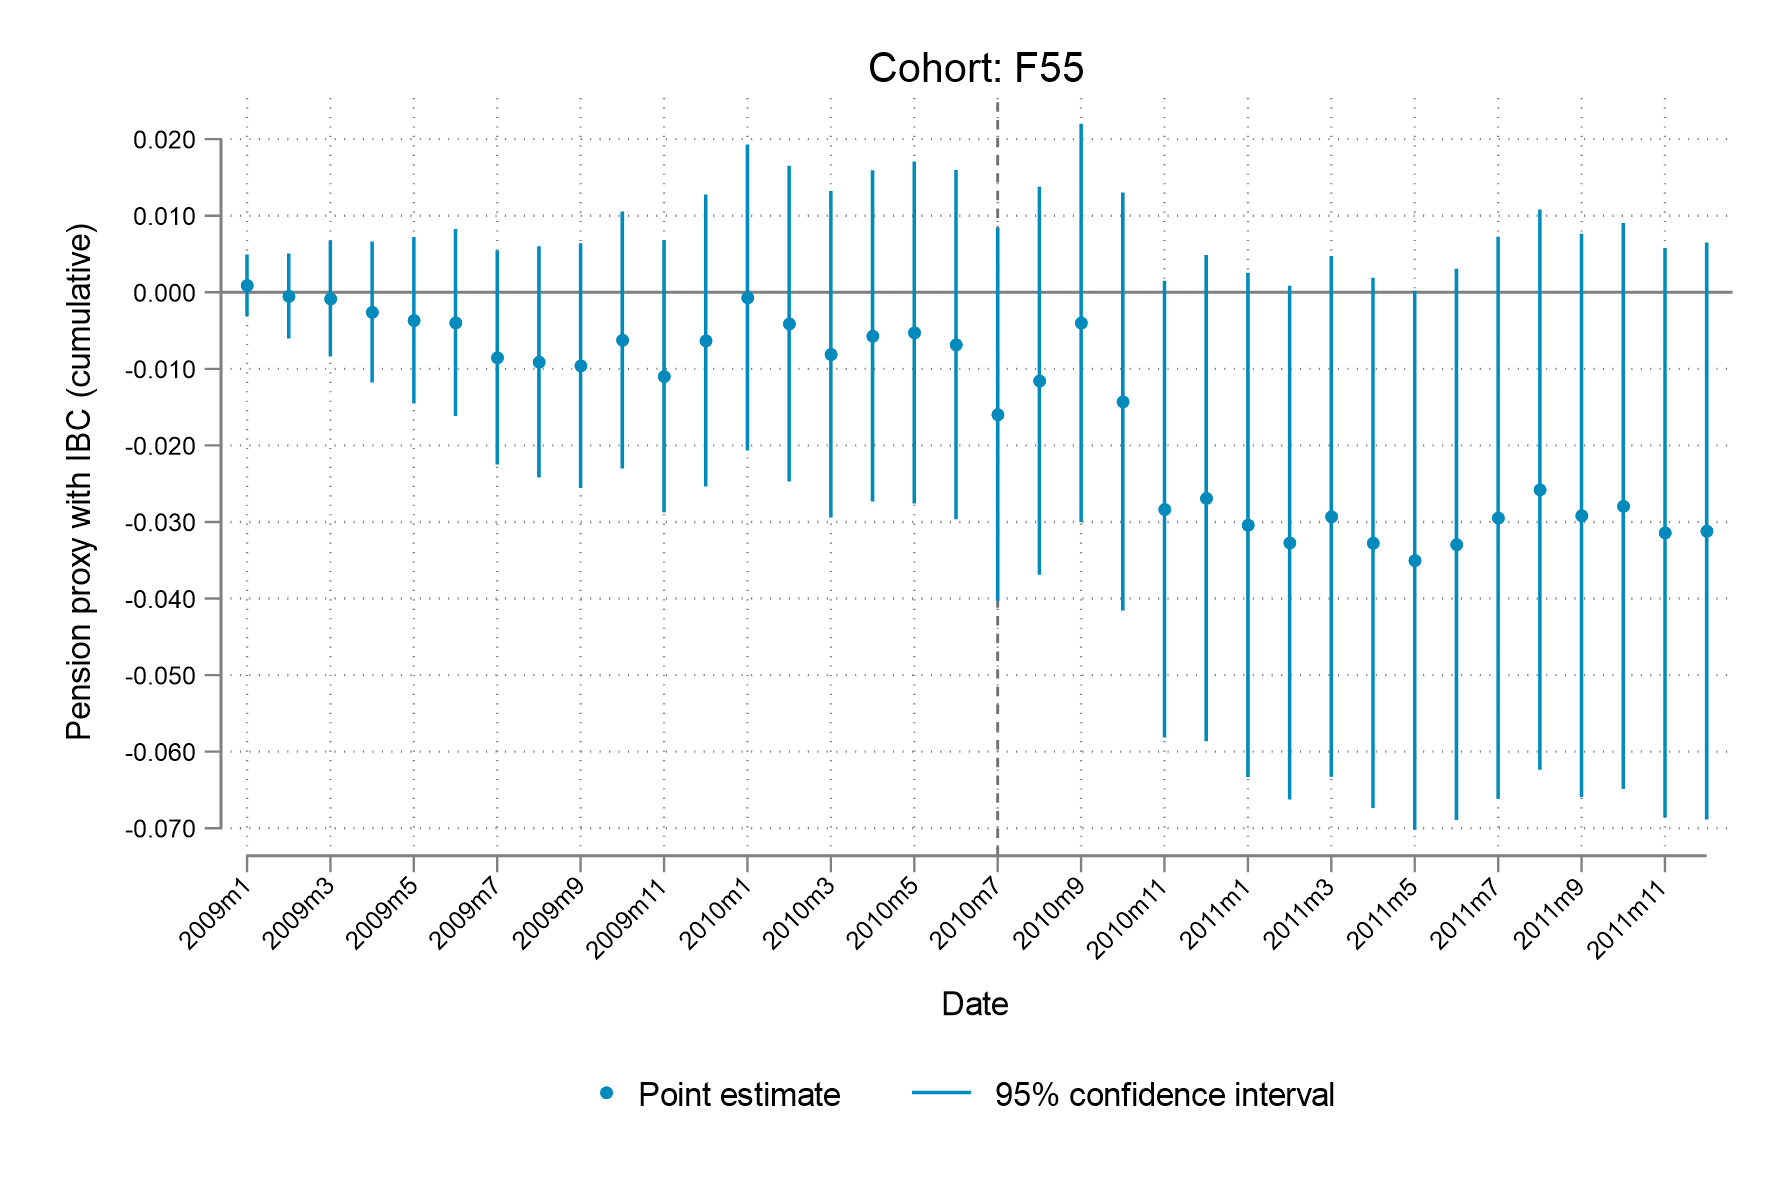 Cohort: F55
0.020
0.010
0.000
-0.010
-0.020
-0.030
-0.040
-0.050
-0.060
-0.070
Pension proxy with IBC (cumulative)
2009m1
2009m3
2009m5
2009m7
2009m9
2009m11
2010m1
2010m3
2010m5
2010m7
2010m9
2010m11
2011m1
2011m3
2011m5
2011m7
2011m9
2011m11
Date
Point estimate
95% confidence interval